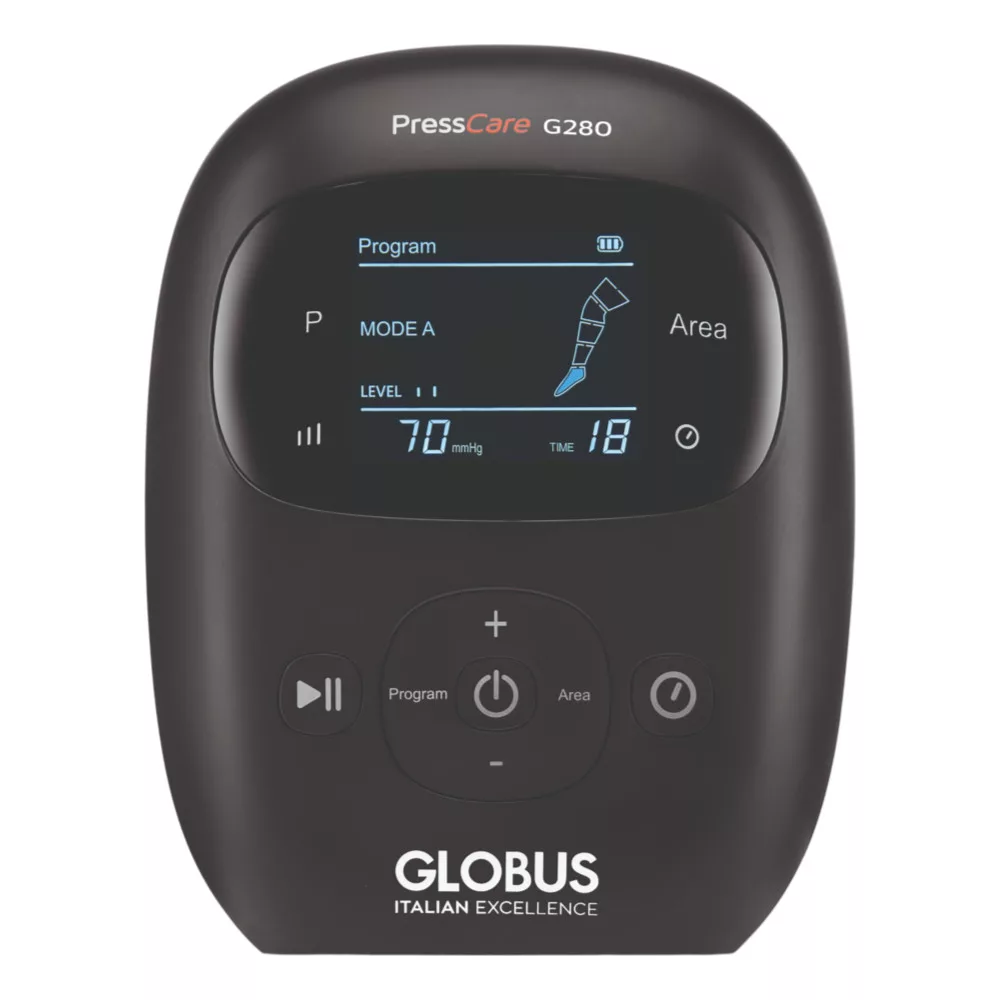 PressCare G280
Program
P
MODE A
Area
LEVEL
70 mmHg TIME 18
+
Program Area
-
GLOBUS
ITALIAN EXCELLENCE